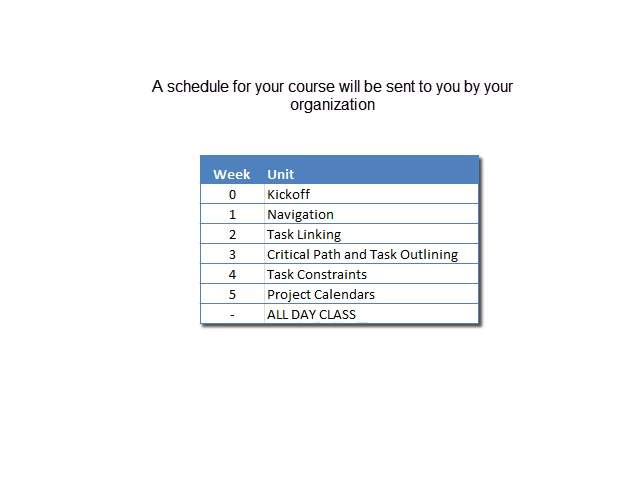 A schedule for your course will be sent to you by your
organization
Week Unit
0 Kickoff
1 Navigation
2 Task Linking
3 Critical Path and Task Outlining
4 Task Constraints
5 Project Calendars
- ALL DAY CLASS